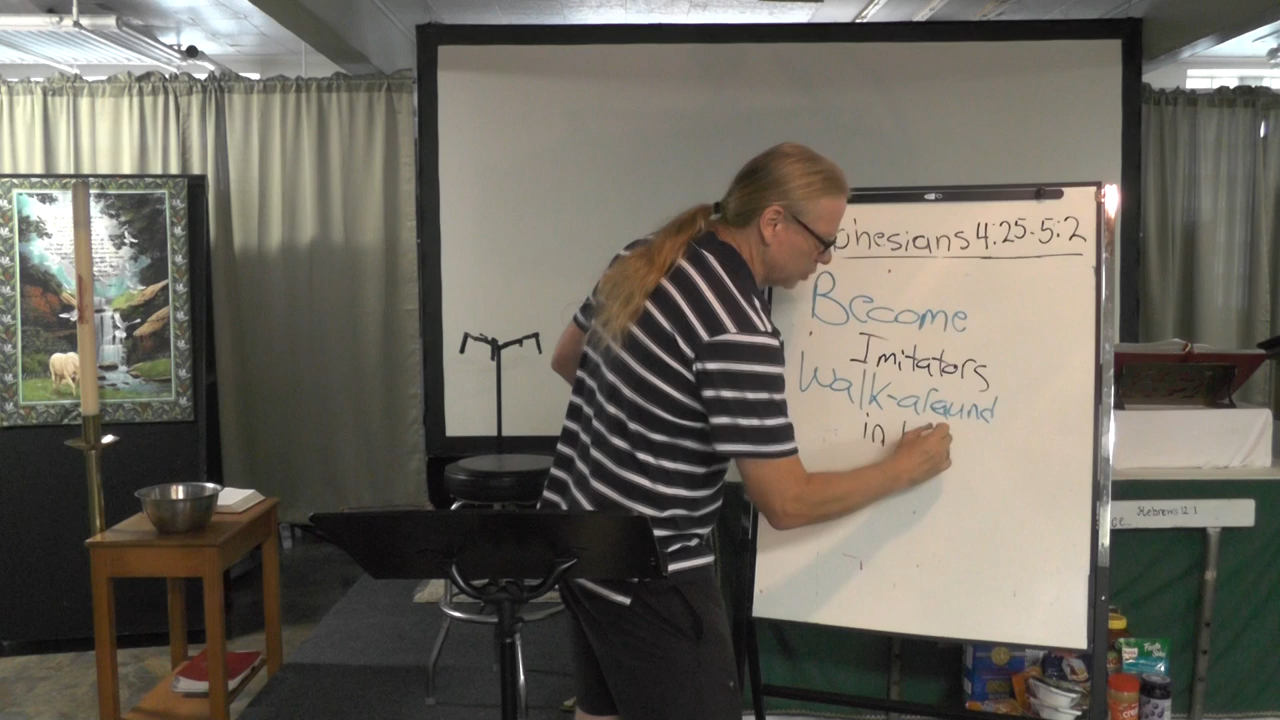 phesians 4:25-5:2
Become
Imitators
Walk-around
in
Hebrews 12 1